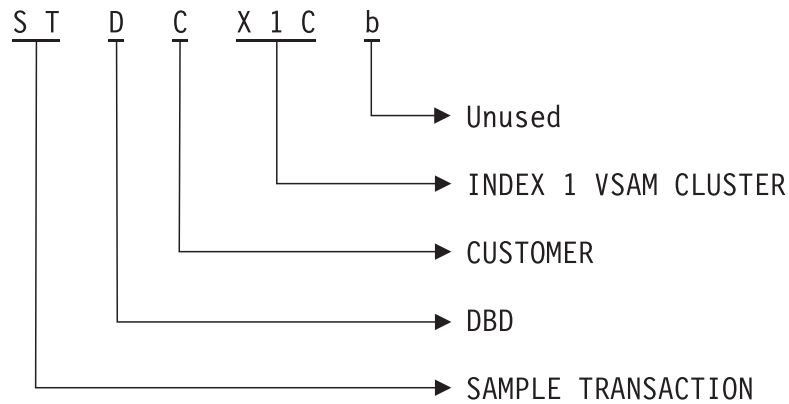 S T D C X 1 C b
Unused
INDEX 1 VSAM CLUSTER
CUSTOMER
DBD
SAMPLE TRANSACTION